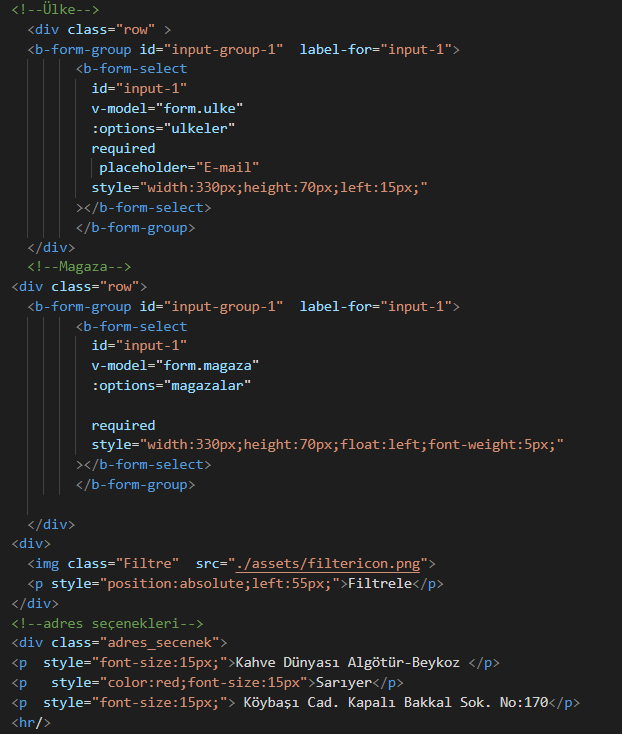 <!--Ülke-->
<div class="row" >
<b-form-group id="input-group-1"  label-for="input-1">
<b-form-select
id="input-1"
v-model="form.ulke"
:options="ulkeler"
required
placeholder="E-mail"
style="width:330px;height:70px;left:15px;"
></b-form-select>
</b-form-group>
</div>
<!--Magaza-->
<div class="row">
<b-form-group id="input-group-1"  label-for="input-1">
<b-form-select
id="input-1"
v-model="form.magaza"
:options="magazalar"
required
style="width:330px;height:70px;float:left;font-weight:5px;"
></b-form-select>
</b-form-group>
</div>
<div>
<img class="Filtre"  src="./assets/filtericon.png">
<p style="position:absolute;left:55px;">Filtrele</p>
</div>
<!--adres seçenekleri-->
<div class="adres_secenek">
<p  style="font-size:15px;">Kahve Dünyası Algötür-Beykoz </p>
<p   style="color:red;font-size:15px">Sarıyer</p>
<p  style="font-size:15px;"> Köybaşı Cad. Kapalı Bakkal Sok. No:170</p>
<hr/>